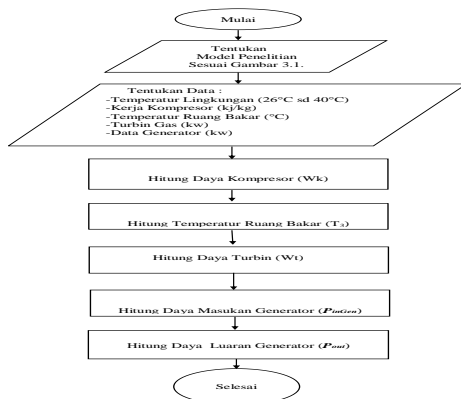 Mulai
Tentukan
Model Penelitian
Sesuai Gambar 3.1.
Tentukan Data :
-Temperatur Lingkungan (26°C sd 40°C)
-Kerja Kompresor (kj/kg)
-Temperatur Ruang Bakar (°C)
-Turbin Gas (kw)
-Data Generator (kw)
Hitung Daya Kompresor (Wk)
Hitung Temperatur Ruang Bakar (T₃)
Hitung Daya Turbin (Wt)
Hitung Daya Masukan Generator (PinGen)
Hitung Daya Luaran Generator (Pout)
Selesai